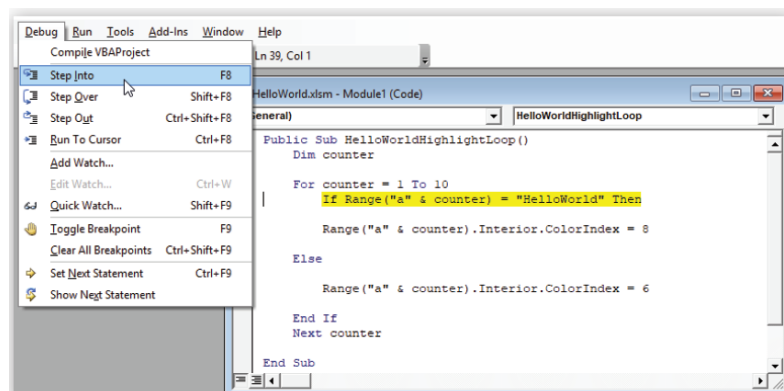 Debug Run Tools Add-Ins Window Help
Compile VBAProject
Ln 39, Col 1
Step Into F8
Step Over Shift+F8
Step Out Ctrl+Shift+F8
Run To Cursor Ctrl+F8
Add Watch...
Edit Watch... Ctrl+W
Quick Watch... Shift+F9
Toggle Breakpoint F9
Clear All Breakpoints Ctrl+Shift+F9
Set Next Statement Ctrl+F9
Show Next Statement
HelloWorld.xlsm - Module1 (Code)
eneral) HelloWorldHighlightLoop
Public Sub HelloWorldHighlightLoop()
Dim counter
For counter = 1 To 10
If Range("a" & counter) = "HelloWorld" Then
Range("a" & counter).Interior.ColorIndex = 8
Else
Range("a" & counter).Interior.ColorIndex = 6
End If
Next counter
End Sub